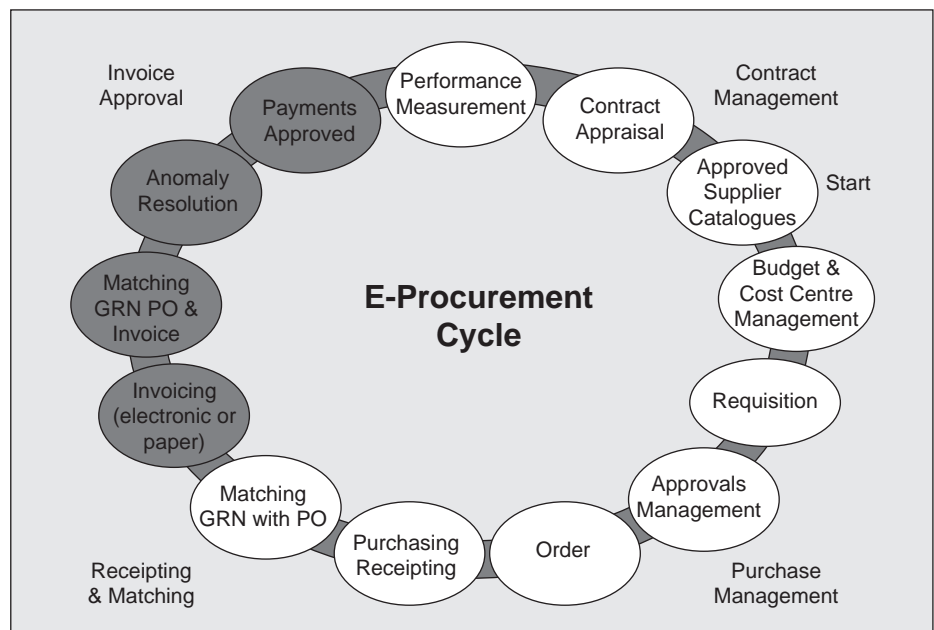 Invoice
Approval
Payments
Approved
Performance
Measurement
Contract
Appraisal
Contract
Management
Approved
Supplier
Catalogues
Start
Anomaly
Resolution
Budget &
Cost Centre
Management
Matching
GRN PO &
Invoice
E-Procurement
Cycle
Requisition
Invoicing
(electronic or
paper)
Approvals
Management
Matching
GRN with PO
Purchasing
Receipting
Order
Receipting
& Matching
Purchase
Management